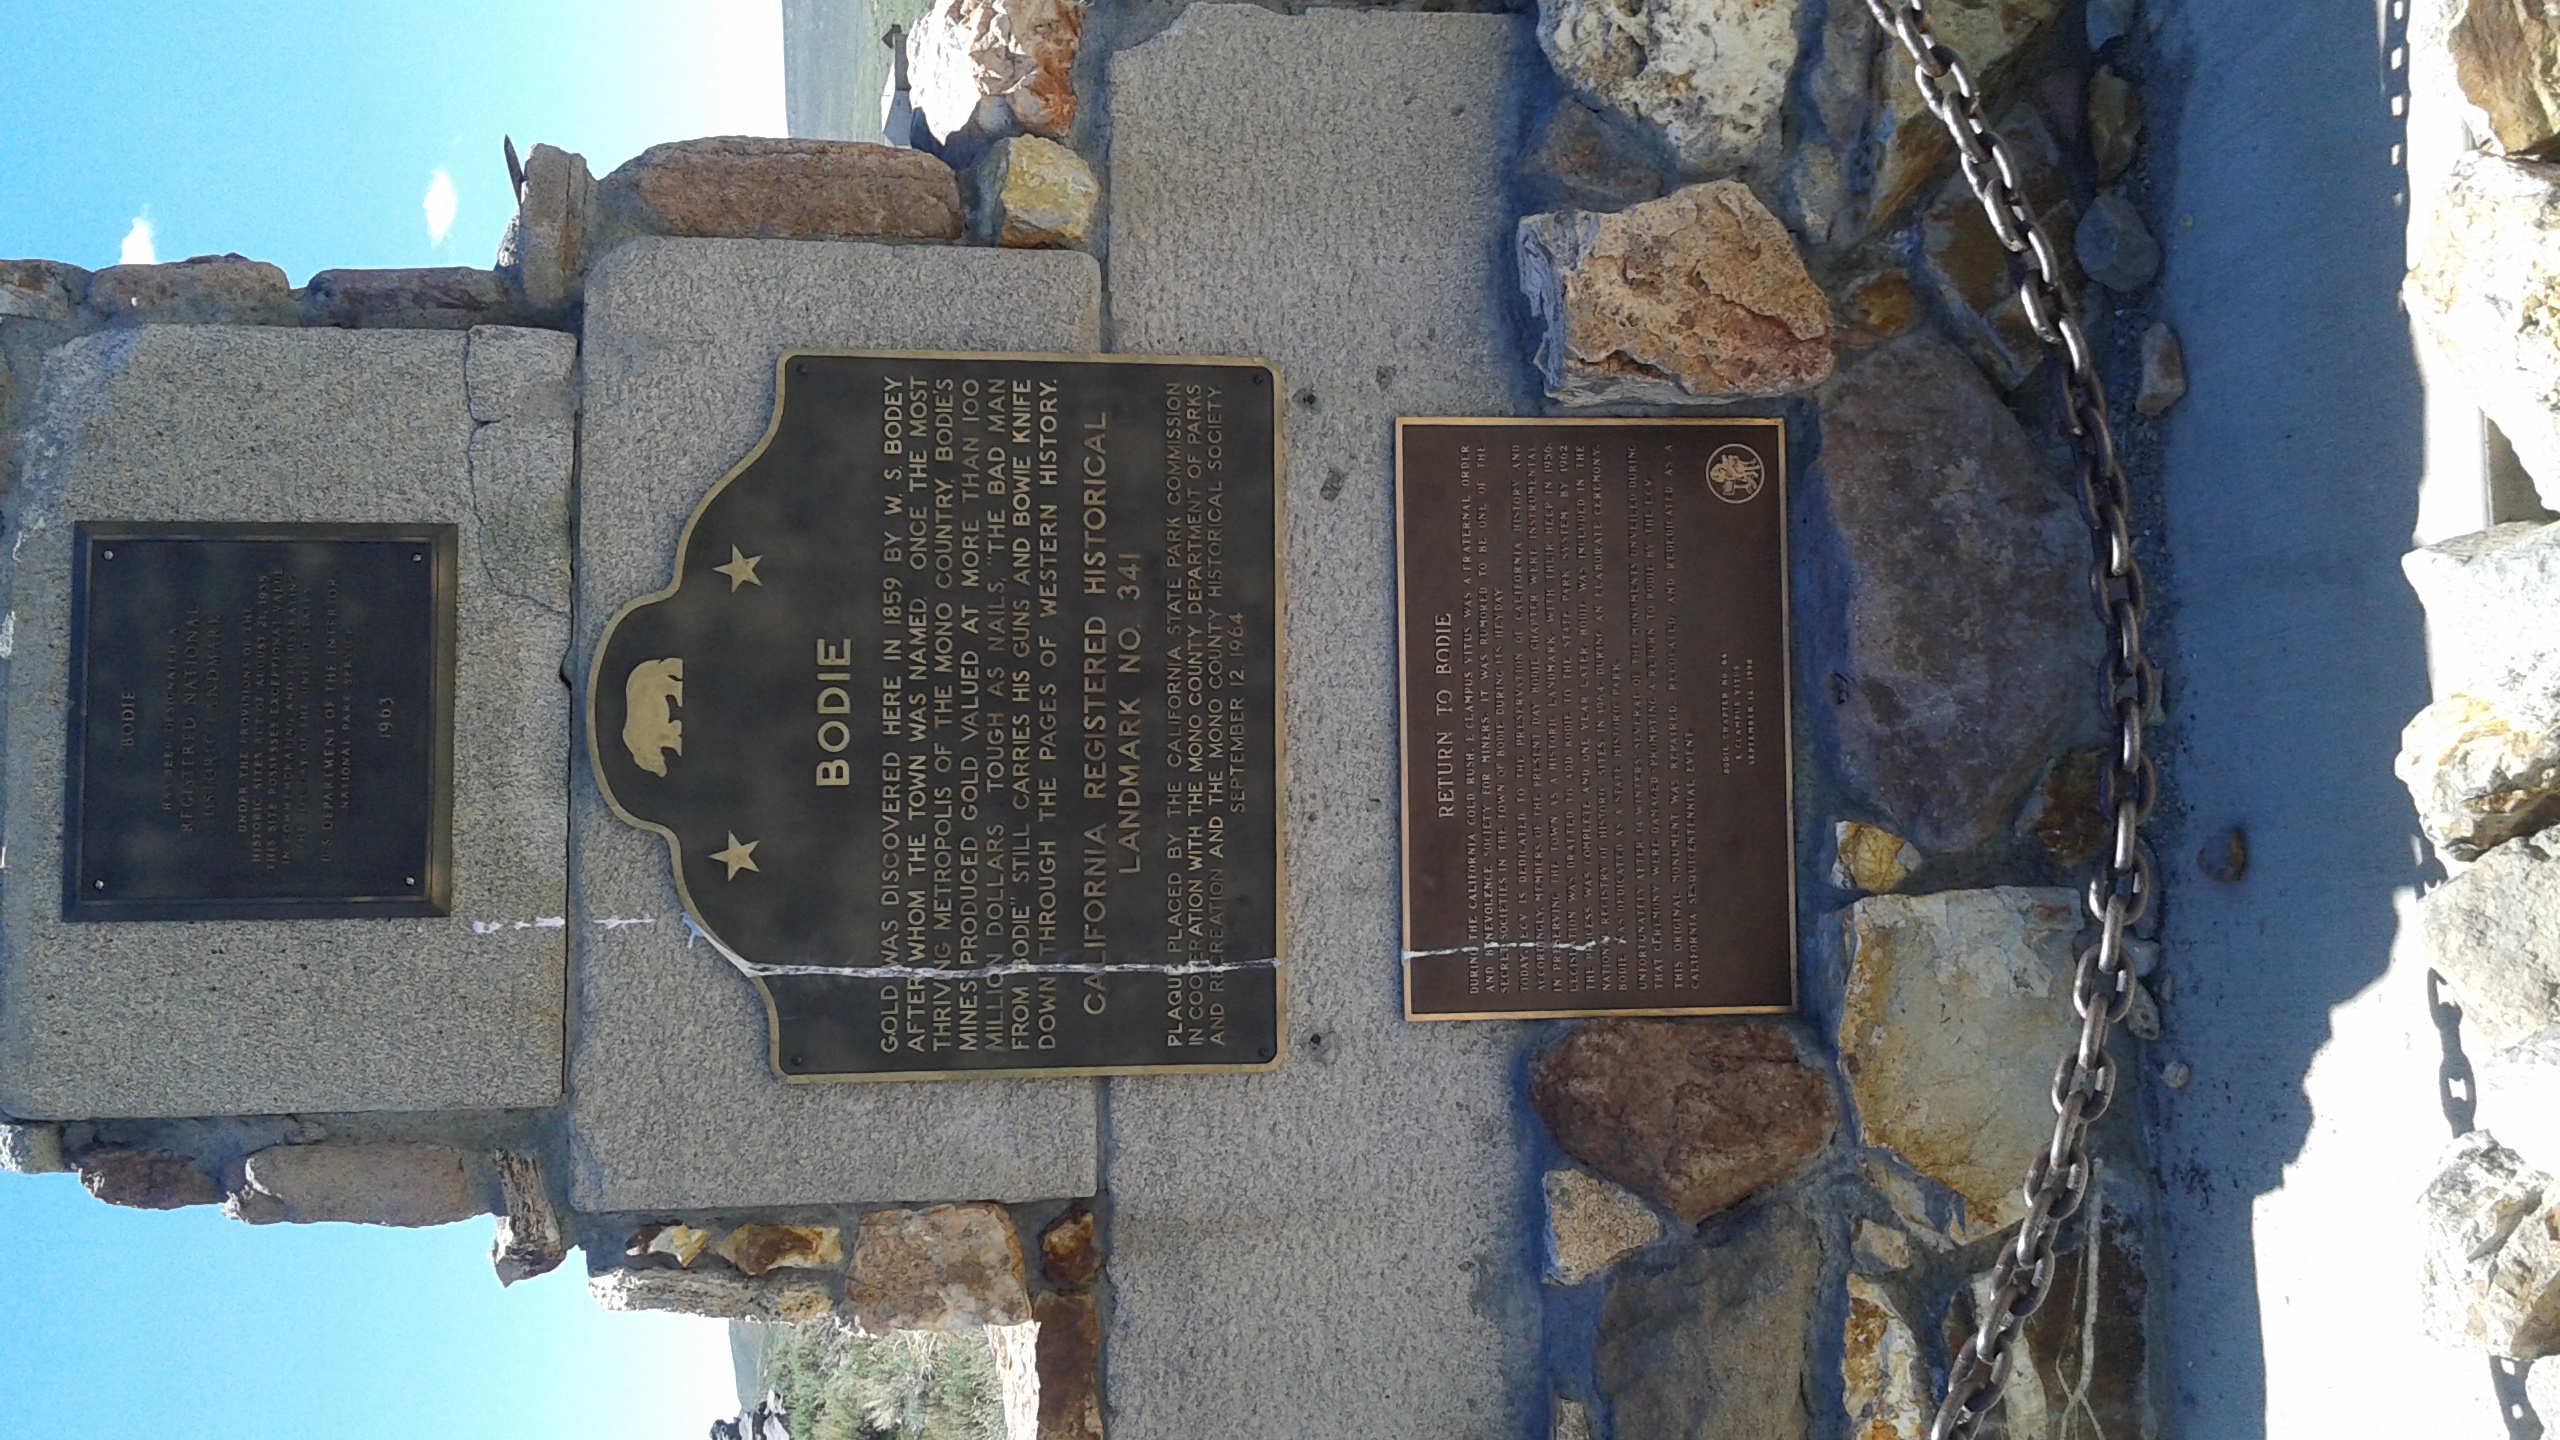 BODIE
HAS BEEN DESIGNATED A
REGISTERED NATIONAL
HISTORIC LANDMARK
UNDER THE PROVISIONS OF THE
HISTORIC SITES ACT OF AUGUST 21, 1935
THIS SITE POSSESSES EXCEPTIONAL VALUE
IN COMMEMORATING AND ILLUSTRATING
THE HISTORY OF THE UNITED STATES
U.S. DEPARTMENT OF THE INTERIOR
NATIONAL PARK SERVICE
1963
BODIE
GOLD WAS DISCOVERED HERE IN 1859 BY W. S. BODEY
AFTER WHOM THE TOWN WAS NAMED. ONCE THE MOST
THRIVING METROPOLIS OF THE MONO COUNTRY, BODIE'S
MINES PRODUCED GOLD VALUED AT MORE THAN 100
MILLION DOLLARS. TOUGH AS NAILS, "THE BAD MAN
FROM BODIE" STILL CARRIES HIS GUNS AND BOWIE KNIFE
DOWN THROUGH THE PAGES OF WESTERN HISTORY.
CALIFORNIA REGISTERED HISTORICAL
LANDMARK NO. 341
PLAQUE PLACED BY THE CALIFORNIA STATE PARK COMMISSION
IN COOPERATION WITH THE MONO COUNTY DEPARTMENT OF PARKS
AND RECREATION AND THE MONO COUNTY HISTORICAL SOCIETY.
SEPTEMBER 12, 1964
RETURN TO BODIE
DURING THE CALIFORNIA GOLD RUSH, E CLAMPUS VITUS WAS A FRATERNAL ORDER
AND BENEVOLENCE SOCIETY FOR MINERS. IT WAS RUMORED TO BE ONE OF THE
SECRET SOCIETIES IN THE TOWN OF BODIE DURING ITS HEYDAY.
TODAY, ECV IS DEDICATED TO THE PRESERVATION OF CALIFORNIA HISTORY AND
ACCORDINGLY, MEMBERS OF THE PRESENT DAY BODIE CHAPTER WERE INSTRUMENTAL
IN PRESERVING THE TOWN AS A HISTORIC LANDMARK. WITH THEIR HELP IN 1956,
LEGISLATION WAS DRAFTED TO ADD BODIE TO THE STATE PARK SYSTEM. BY 1962
THE PROCESS WAS COMPLETE AND ONE YEAR LATER, BODIE WAS INCLUDED IN THE
NATIONAL REGISTRY OF HISTORIC SITES. IN 1964, DURING AN ELABORATE CEREMONY,
BODIE WAS DEDICATED AS A STATE HISTORIC PARK.
UNFORTUNATELY AFTER 34 WINTERS, SEVERAL OF THE MONUMENTS UNVEILED DURING
THAT CEREMONY WERE DAMAGED PROMPTING A RETURN TO BODIE BY THE ECV.
THIS ORIGINAL MONUMENT WAS REPAIRED, RELOCATED, AND REDEDICATED AS A
CALIFORNIA SESQUICENTENNIAL EVENT.
BODIE CHAPTER NO. 64
E CLAMPUS VITUS
SEPTEMBER 12, 1998